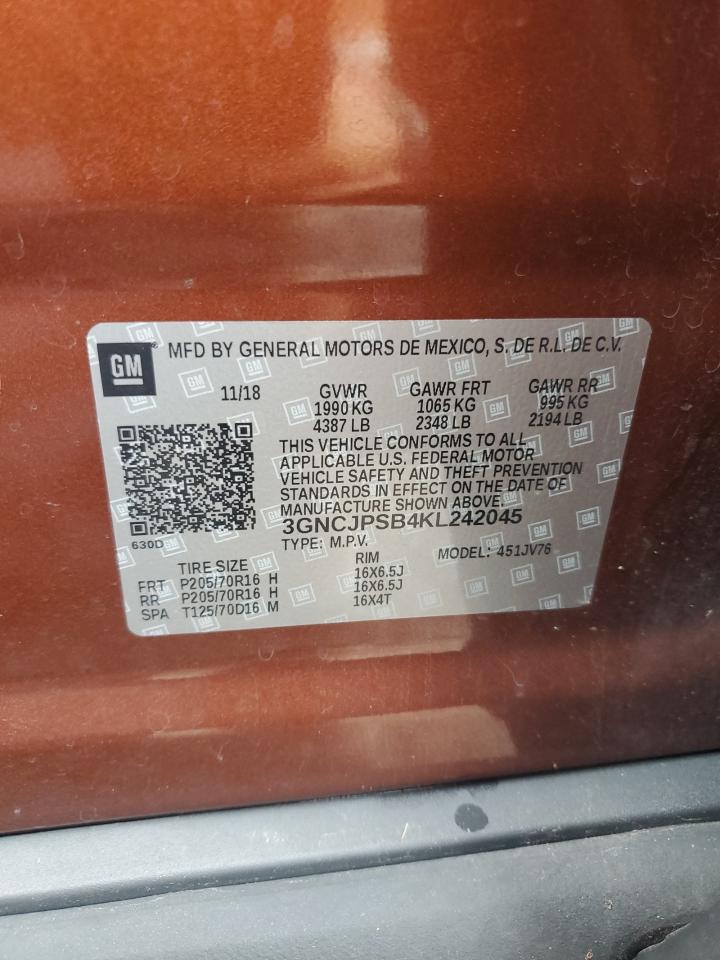 GM MFD BY GENERAL MOTORS DE MEXICO, S. DE R.L. DE C.V.
11/18 GVWR GAWR FRT GAWR RR
1990 KG 1065 KG 995 KG
4387 LB 2348 LB 2194 LB
THIS VEHICLE CONFORMS TO ALL
APPLICABLE U.S. FEDERAL MOTOR
VEHICLE SAFETY AND THEFT PREVENTION
STANDARDS IN EFFECT ON THE DATE OF
MANUFACTURE SHOWN ABOVE.
3GNCJPSB4KL242045
630D
TYPE: M.P.V. MODEL: 451JV76
TIRE SIZE RIM
FRT P205/70R16 H 16X6.5J
RR P205/70R16 H 16X6.5J
SPA T125/70D16 M 16X4T